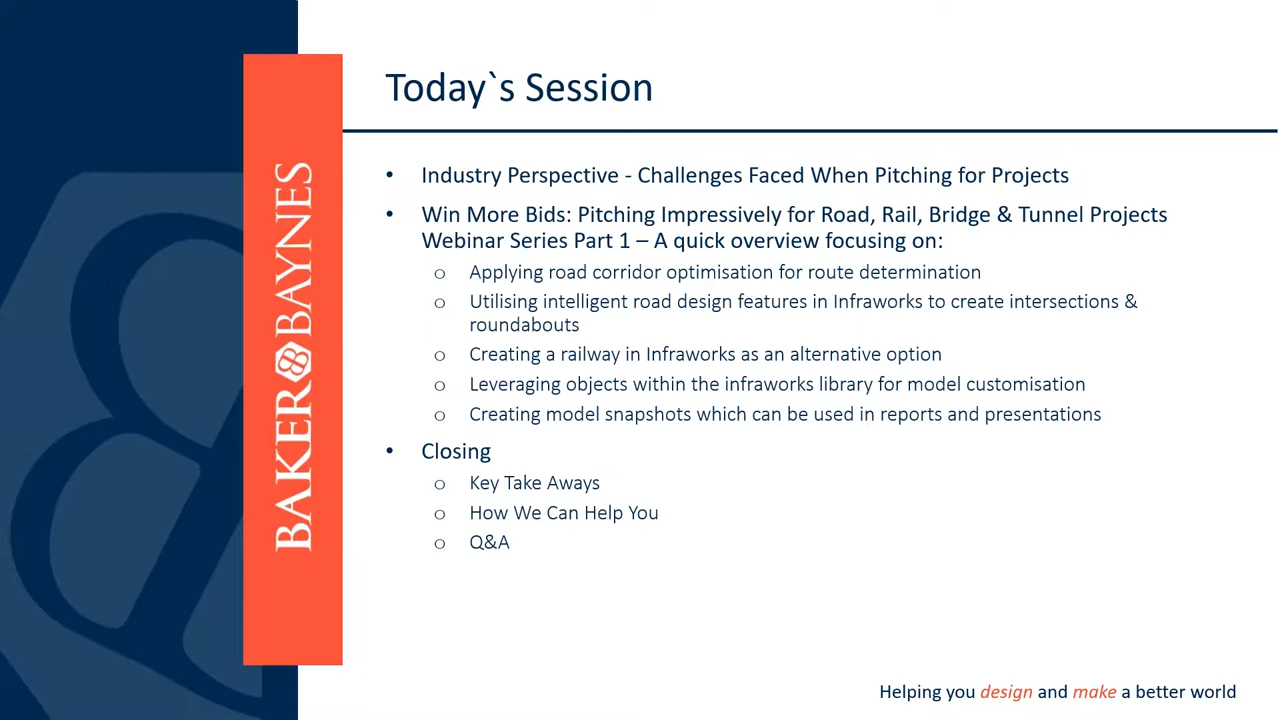 Today`s Session
BAKER BAYNES
• Industry Perspective - Challenges Faced When Pitching for Projects
• Win More Bids: Pitching Impressively for Road, Rail, Bridge & Tunnel Projects
Webinar Series Part 1 – A quick overview focusing on:
o Applying road corridor optimisation for route determination
o Utilising intelligent road design features in Infraworks to create intersections &
roundabouts
o Creating a railway in Infraworks as an alternative option
o Leveraging objects within the infraworks library for model customisation
o Creating model snapshots which can be used in reports and presentations
• Closing
o Key Take Aways
o How We Can Help You
o Q&A
Helping you design and make a better world